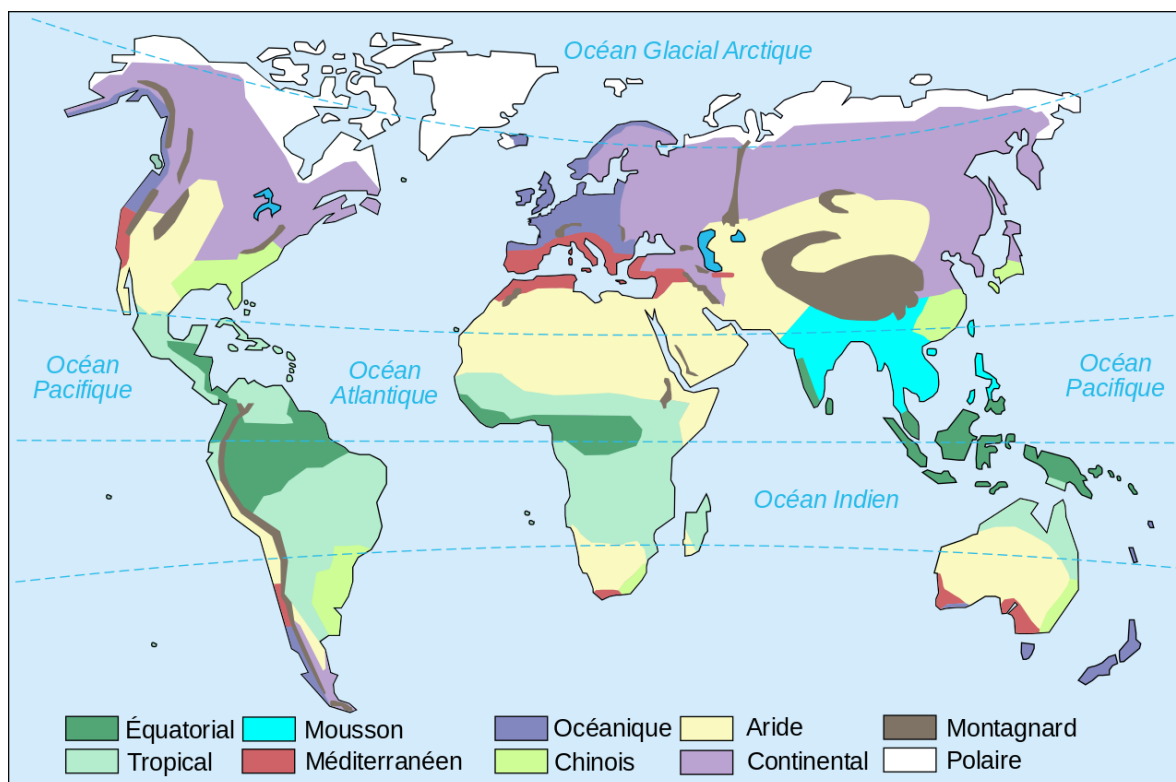 Océan Glacial Arctique
Océan
Pacifique
Océan
Atlantique
Océan
Pacifique
Océan Indien
Équatorial
Mousson
Océanique
Aride
Montagnard
Tropical
Méditerranéen
Chinois
Continental
Polaire